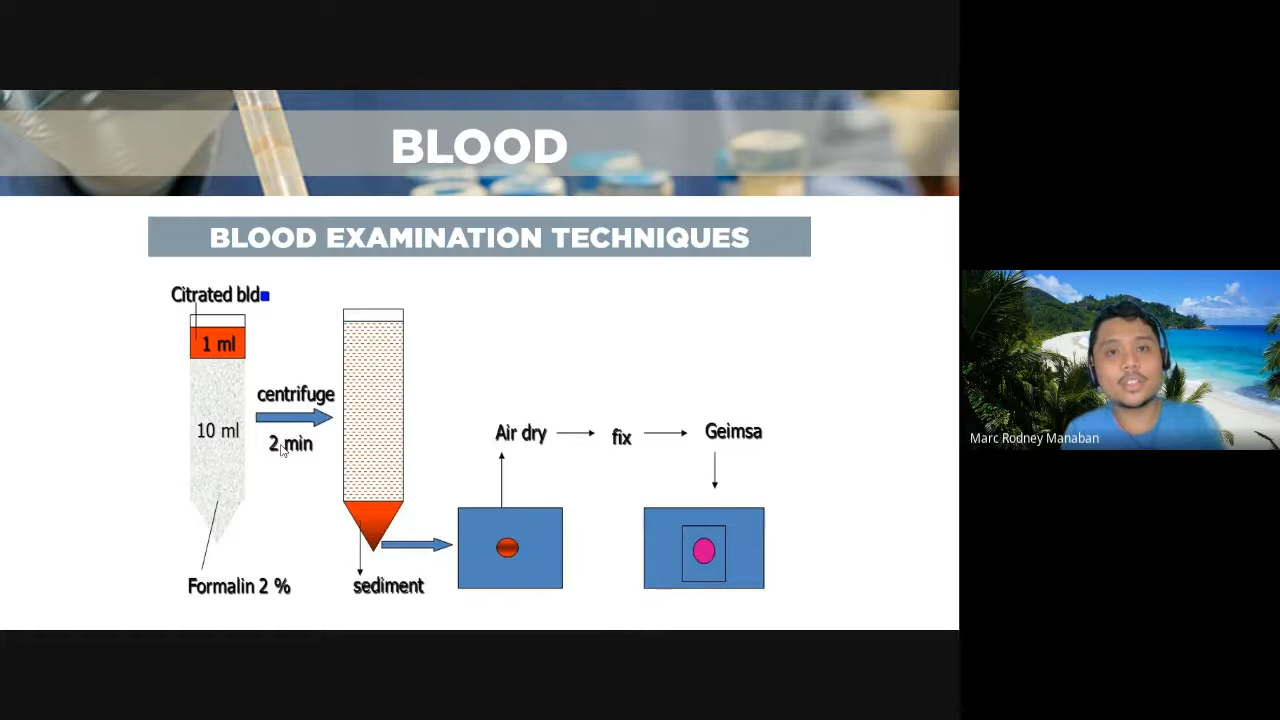 BLOOD
BLOOD EXAMINATION TECHNIQUES
Citrated bld
1 ml
10 ml
centrifuge
2 min
Formalin 2 %
sediment
Air dry
fix
Geimsa
Marc Rodney Manaban